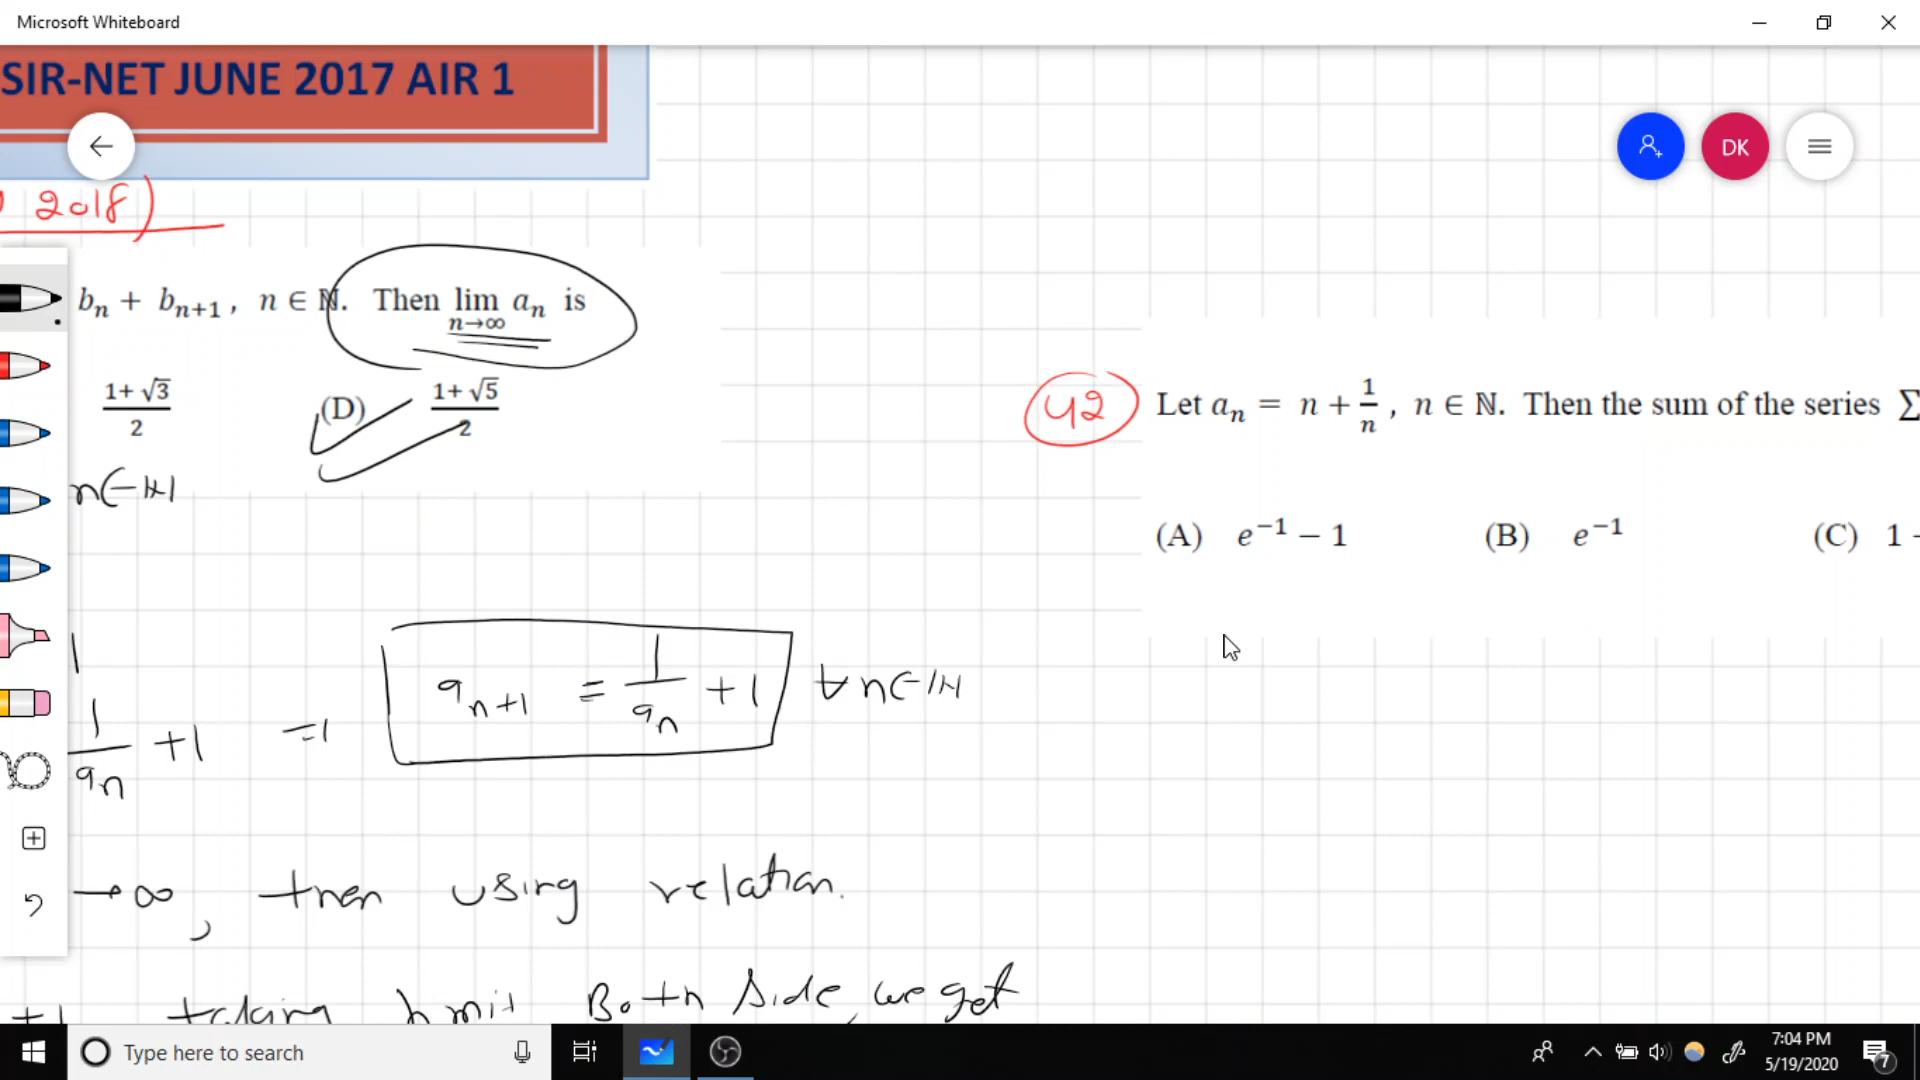 Microsoft Whiteboard
SIR-NET JUNE 2017 AIR 1
DK
2018)
bₙ + bₙ₊₁ , n ∈ ℕ. Then lim aₙ is
n→∞
(1+ √3)/2 (D) (1+ √5)/2
n∈ℕ
42 Let aₙ = n + 1/n , n ∈ ℕ. Then the sum of the series ∑
(A) e⁻¹ − 1 (B) e⁻¹ (C) 1 -
1
1/aₙ +1 ⇒ aₙ₊₁ = 1/aₙ + 1 ∀ n∈ℕ
→∞, then using relation.
+1 taking limit Both Side, we get
Type here to search
7:04 PM
5/19/2020
7